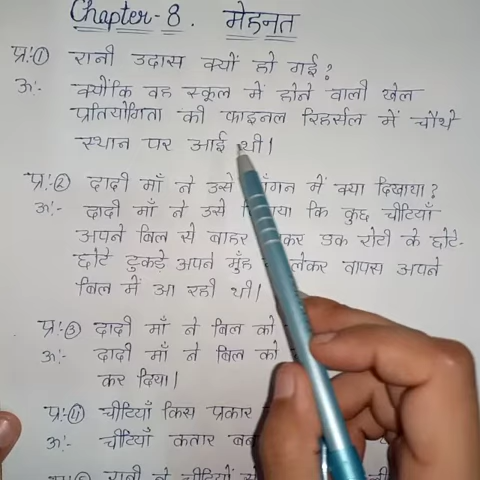 Chapter-8. मेहनत
प्र:① रानी उदास क्यों हो गई?
उ:- क्योंकि वह स्कूल में होने वाली खेल
प्रतियोगिता की फाइनल रिहर्सल में चौथे
स्थान पर आई थी।
प्र:② दादी माँ ने उसे आँगन में क्या दिखाया?
उ:- दादी माँ ने उसे कि कुछ चीटियाँ
अपने बिल से बाहर एक रोटी के छोटे-
छोटे टुकड़े अपने मुँह लेकर वापस अपने
बिल में आ रही थी।
प्र:③ दादी माँ ने बिल को
उ:- दादी माँ ने बिल को
कर दिया।
प्र:④ चीटियाँ किस प्रकार
उ:- चीटियाँ कतार
रानी ने चीटियों